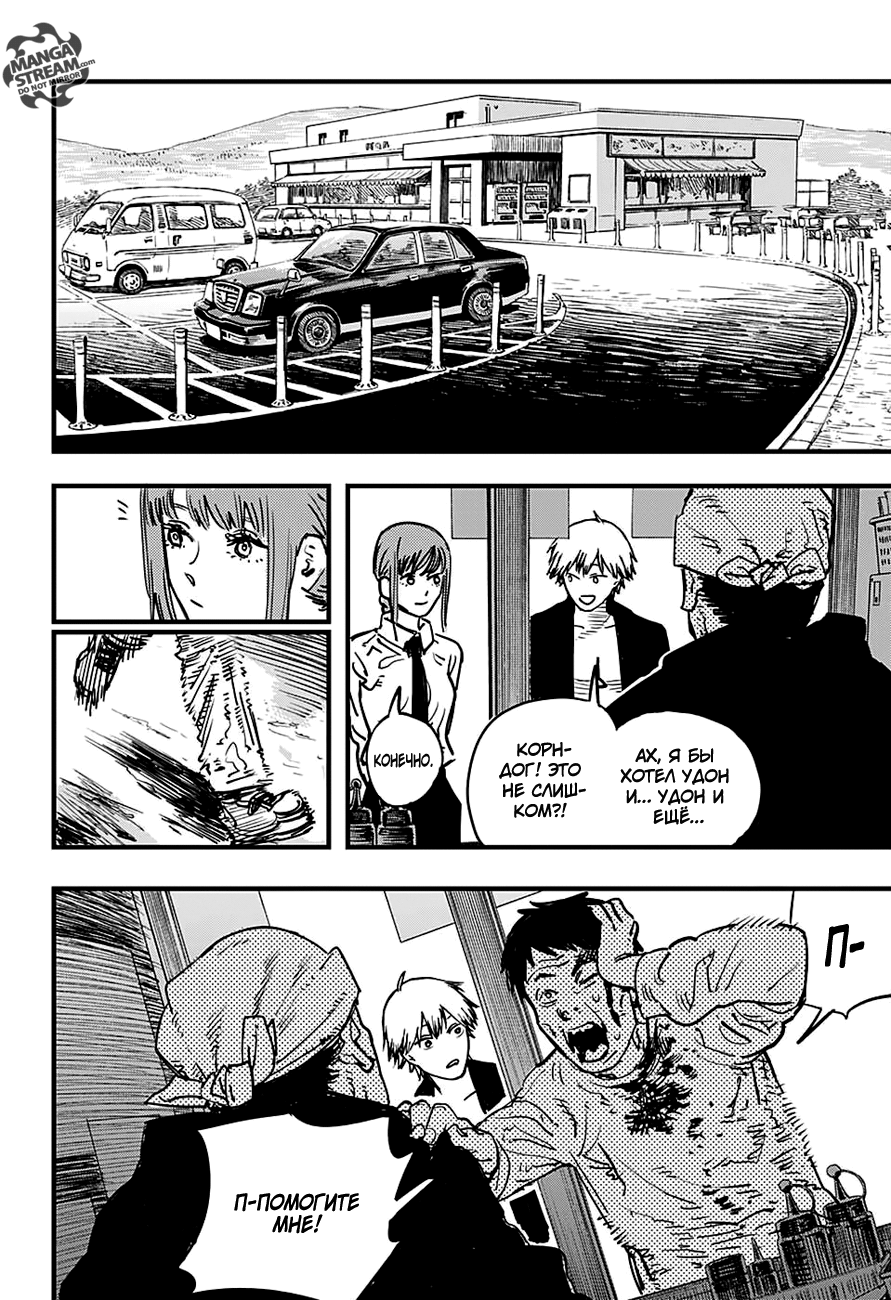 MANGA
STREAM.com
DO NOT MIRROR
АХ, Я БЫ
ХОТЕЛ УДОН
И... УДОН И
ЕЩЁ...
КОРН-
ДОГ! ЭТО
НЕ СЛИШ-
КОМ?!
КОНЕЧНО.
П-
П-ПОМОГИТЕ
МНЕ!